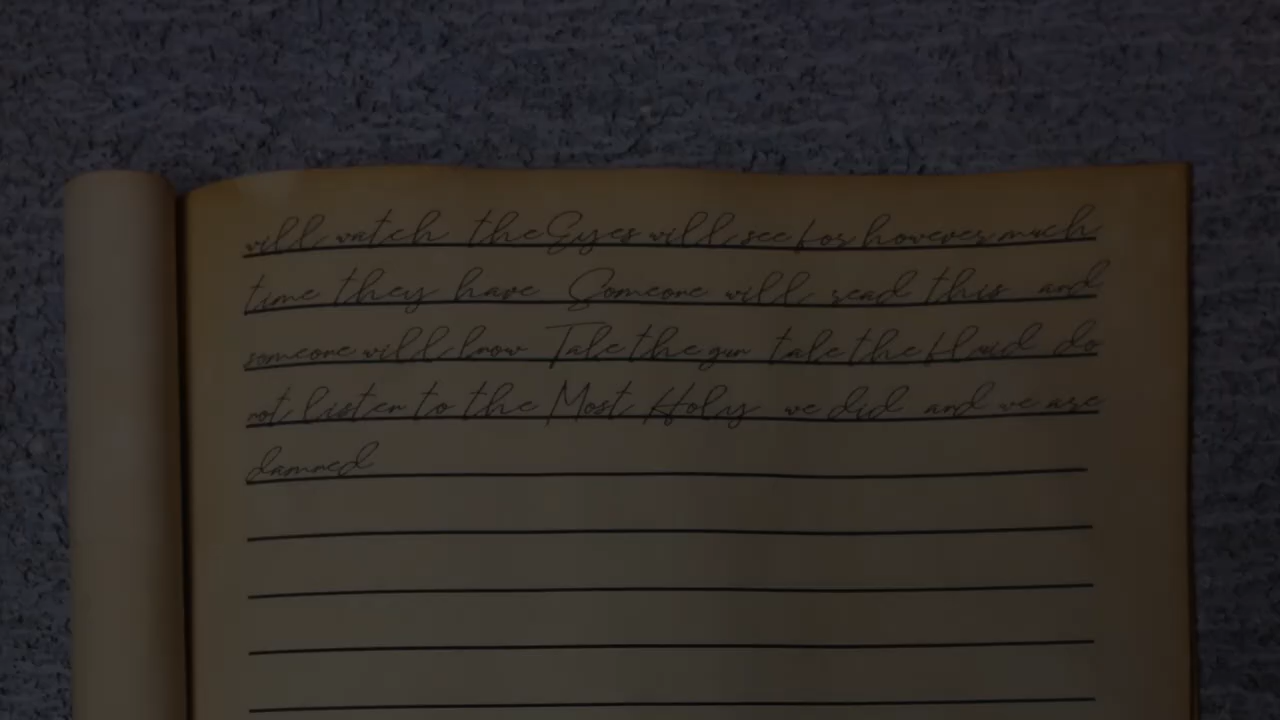 will watch the Eyes will see for however much
time they have Someone will read this and
someone will know Take the gun take the fluid do
not listen to the Most Holy we did and we are
damned